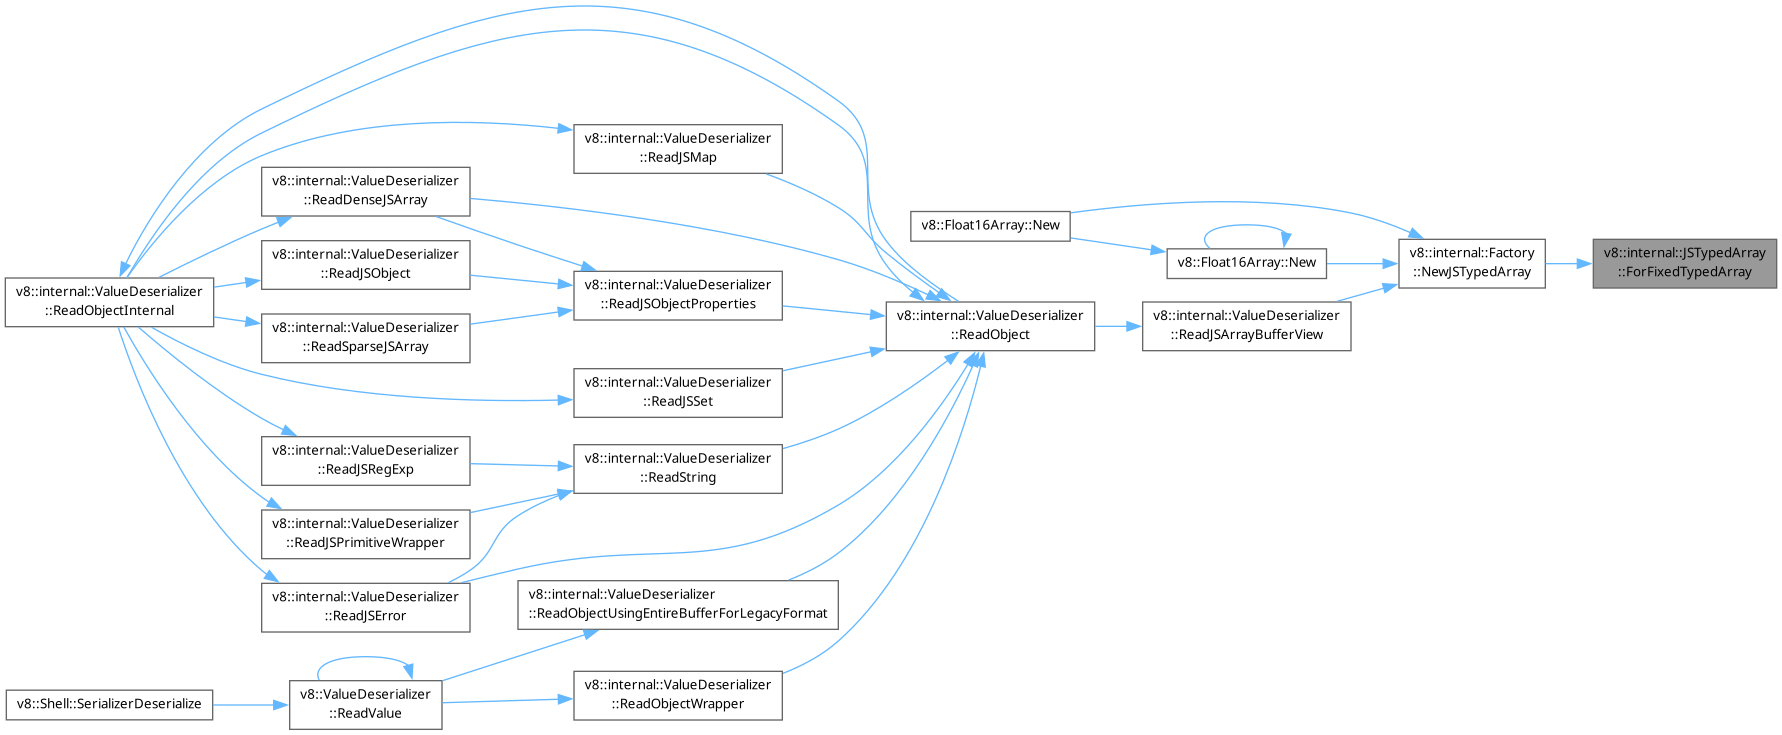 v8::internal::ValueDeserializer
::ReadJSMap
v8::internal::ValueDeserializer
::ReadDenseJSArray
v8::Float16Array::New
v8::internal::ValueDeserializer
::ReadJSObject
v8::Float16Array::New
v8::internal::Factory
::NewJSTypedArray
v8::internal::JSTypedArray
::ForFixedTypedArray
v8::internal::ValueDeserializer
::ReadObjectInternal
v8::internal::ValueDeserializer
::ReadJSObjectProperties
v8::internal::ValueDeserializer
::ReadSparseJSArray
v8::internal::ValueDeserializer
::ReadObject
v8::internal::ValueDeserializer
::ReadJSArrayBufferView
v8::internal::ValueDeserializer
::ReadJSSet
v8::internal::ValueDeserializer
::ReadJSRegExp
v8::internal::ValueDeserializer
::ReadString
v8::internal::ValueDeserializer
::ReadJSPrimitiveWrapper
v8::internal::ValueDeserializer
::ReadJSError
v8::internal::ValueDeserializer
::ReadObjectUsingEntireBufferForLegacyFormat
v8::Shell::SerializerDeserialize
v8::ValueDeserializer
::ReadValue
v8::internal::ValueDeserializer
::ReadObjectWrapper